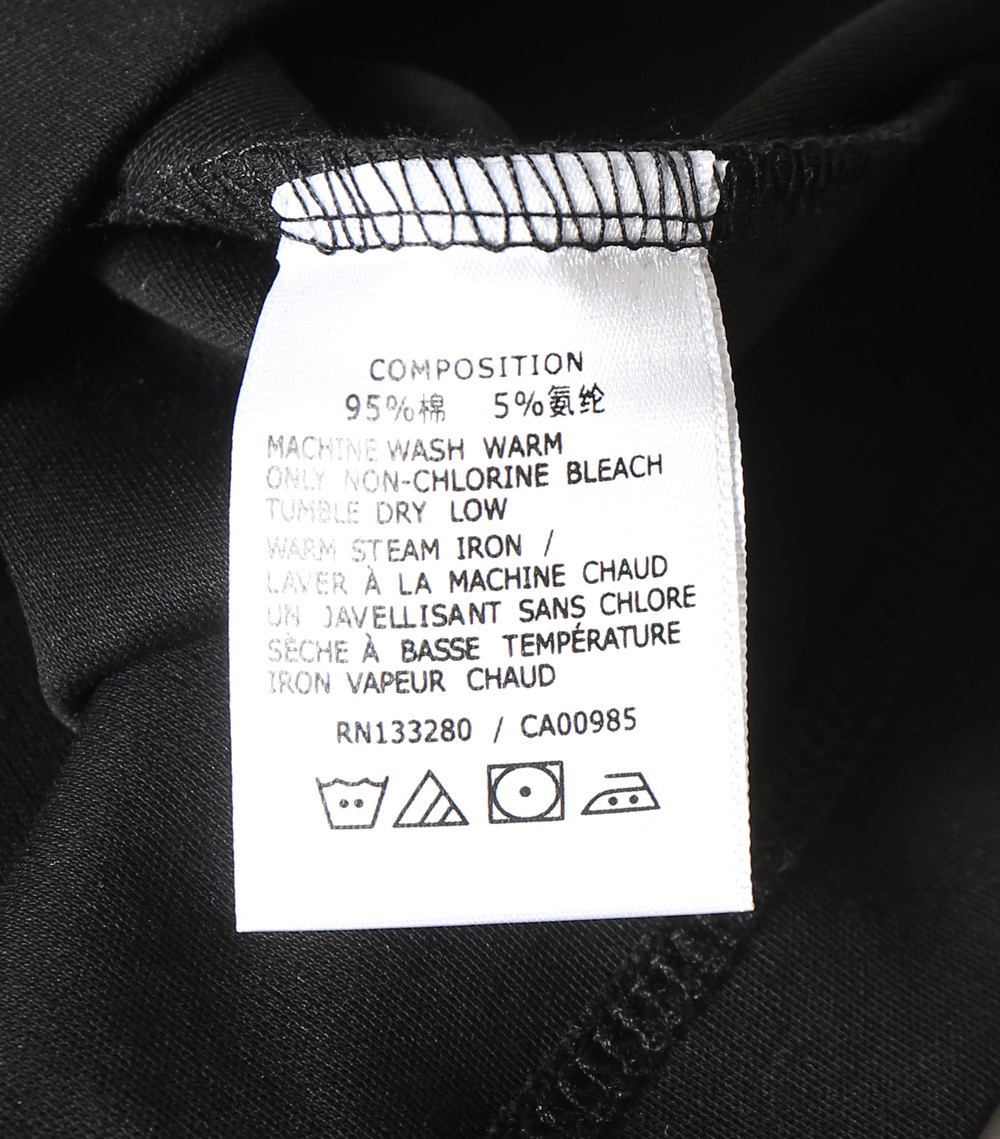 COMPOSITION
95%棉 5%氨纶
MACHINE WASH WARM
ONLY NON-CHLORINE BLEACH
TUMBLE DRY LOW
WARM STEAM IRON /
LAVER À LA MACHINE CHAUD
UN JAVELLISANT SANS CHLORE
SÈCHE À BASSE TEMPÉRATURE
IRON VAPEUR CHAUD
RN133280 / CA00985